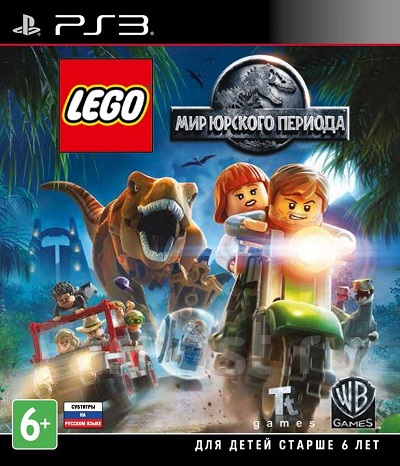 PS3
LEGO
МИР ЮРСКОГО ПЕРИОДА
6+
СУБТИТРЫ
НА РУССКОМ ЯЗЫКЕ
Tt
games
WB
GAMES
ДЛЯ ДЕТЕЙ СТАРШЕ 6 ЛЕТ